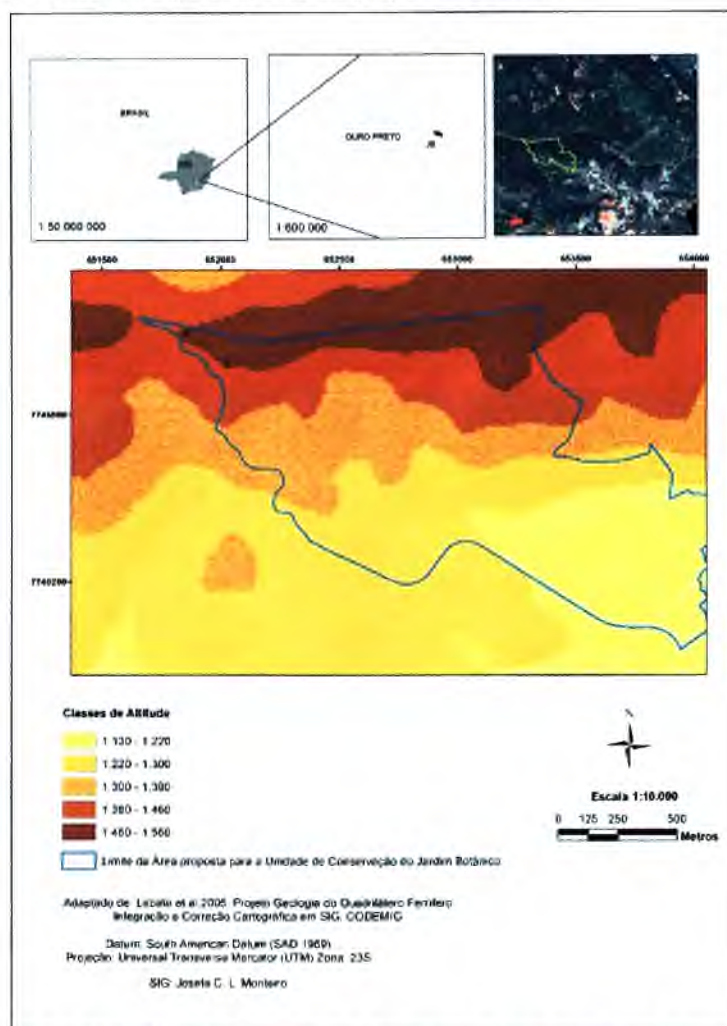 BRASIL
OURO PRETO
1:50 000 000
1:600 000
651500 652000 652500 653000 653500 654000
Classes de Altitude
1.130 - 1.220
1.220 - 1.300
1.300 - 1.380
1.380 - 1.460
1.460 - 1.560
Limite da Área proposta para a Unidade de Conservação do Jardim Botânico
N
Escala 1:10.000
0 125 250 500
Metros
Adaptado de: Lobato et al 2005. Projeto Geologia do Quadrilátero Ferrífero
Integração e Correção Cartográfica em SIG. CODEMIG
Datum: South American Datum (SAD 1969)
Projeção: Universal Transverse Mercator (UTM) Zona: 23S
SIG: Josefa C. L. Monteiro